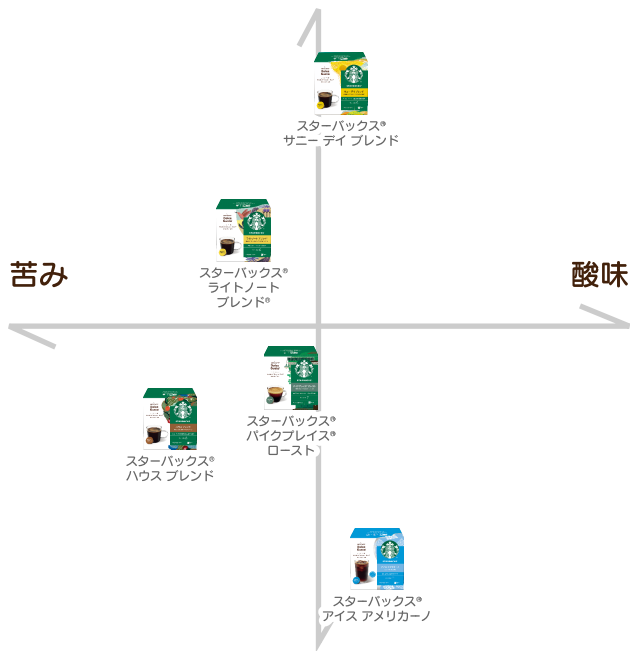 スターバックス®
サニー デイ ブレンド
スターバックス®
ライトノート
ブレンド®
苦み
酸味
スターバックス®
パイクプレイス®
ロースト
スターバックス®
ハウス ブレンド
スターバックス®
アイス アメリカーノ